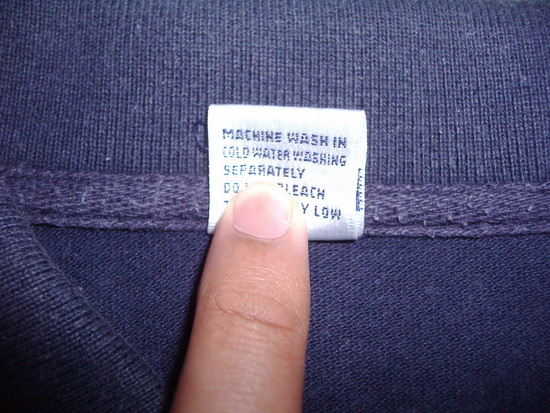 MACHINE WASH IN
COLD WATER WASHING
SEPARATELY
DO BLEACH
LOW